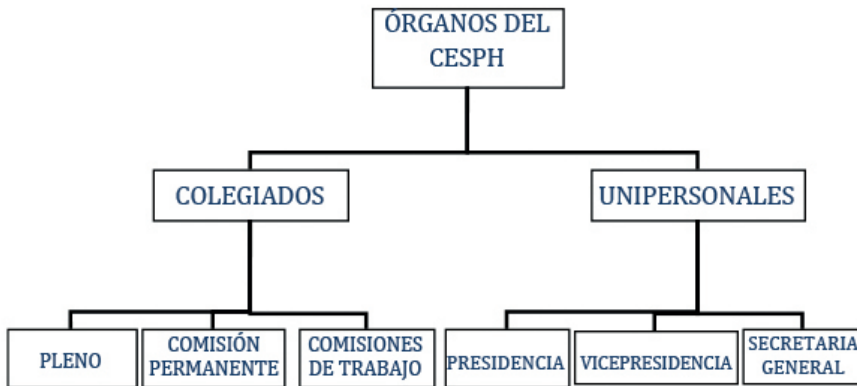 ÓRGANOS DEL
CESPH
COLEGIADOS
UNIPERSONALES
PLENO
COMISIÓN
PERMANENTE
COMISIONES
DE TRABAJO
PRESIDENCIA
VICEPRESIDENCIA
SECRETARIA
GENERAL